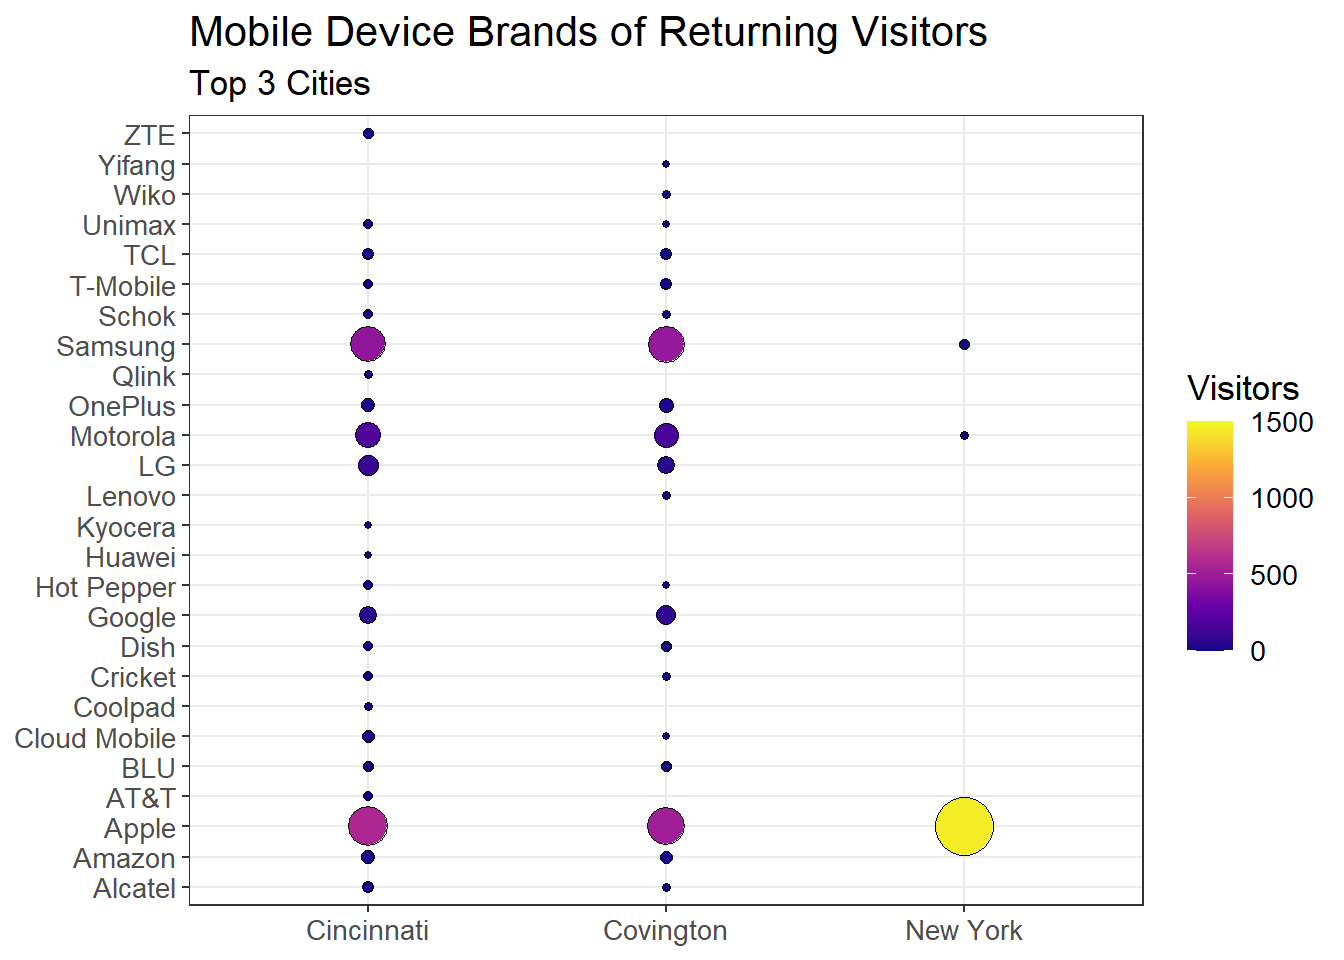 Mobile Device Brands of Returning Visitors
Top 3 Cities
ZTE
Yifang
Wiko
Unimax
TCL
T-Mobile
Schok
Samsung
Qlink
OnePlus
Motorola
LG
Lenovo
Kyocera
Huawei
Hot Pepper
Google
Dish
Cricket
Coolpad
Cloud Mobile
BLU
AT&T
Apple
Amazon
Alcatel
Cincinnati
Covington
New York
Visitors
1500
1000
500
0